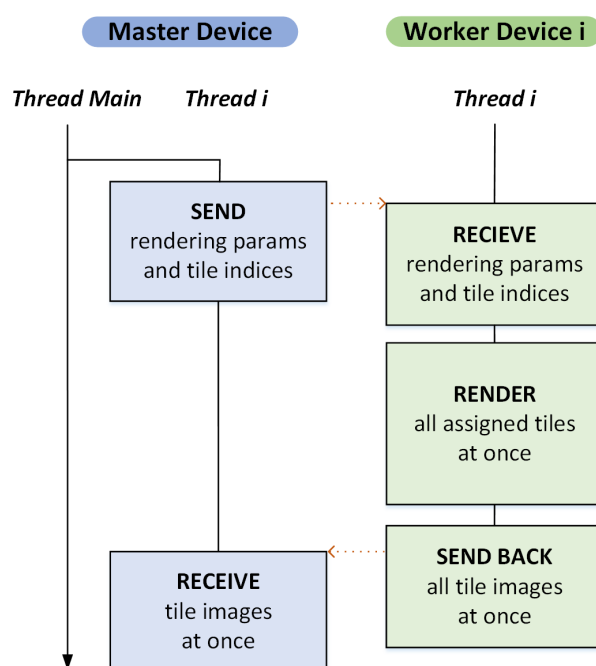 Master Device
Worker Device i
Thread Main
Thread i
Thread i
SEND
rendering params
and tile indices
RECIEVE
rendering params
and tile indices
RENDER
all assigned tiles
at once
SEND BACK
all tile images
at once
RECEIVE
tile images
at once